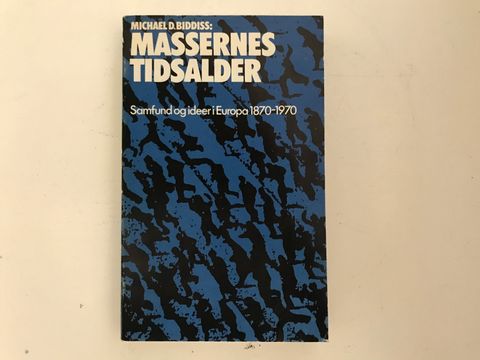 MICHAEL D. BIDDISS:
MASSERNES
TIDSALDER
Samfund og ideer i Europa 1870-1970